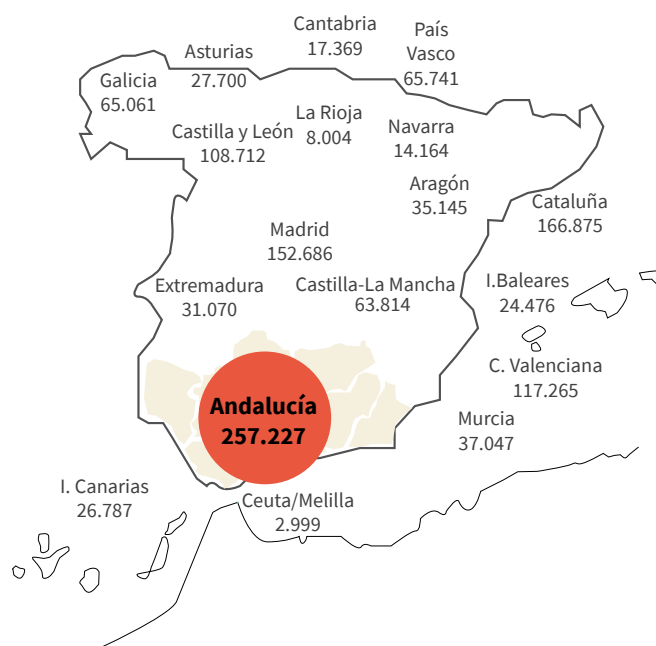 Cantabria
17.369
País
Vasco
65.741
Asturias
27.700
Galicia
65.061
La Rioja
8.004
Castilla y León
108.712
Navarra
14.164
Aragón
35.145
Cataluña
166.875
Madrid
152.686
Extremadura
31.070
Castilla-La Mancha
63.814
I.Baleares
24.476
C. Valenciana
117.265
Andalucía
257.227
Murcia
37.047
I. Canarias
26.787
Ceuta/Melilla
2.999